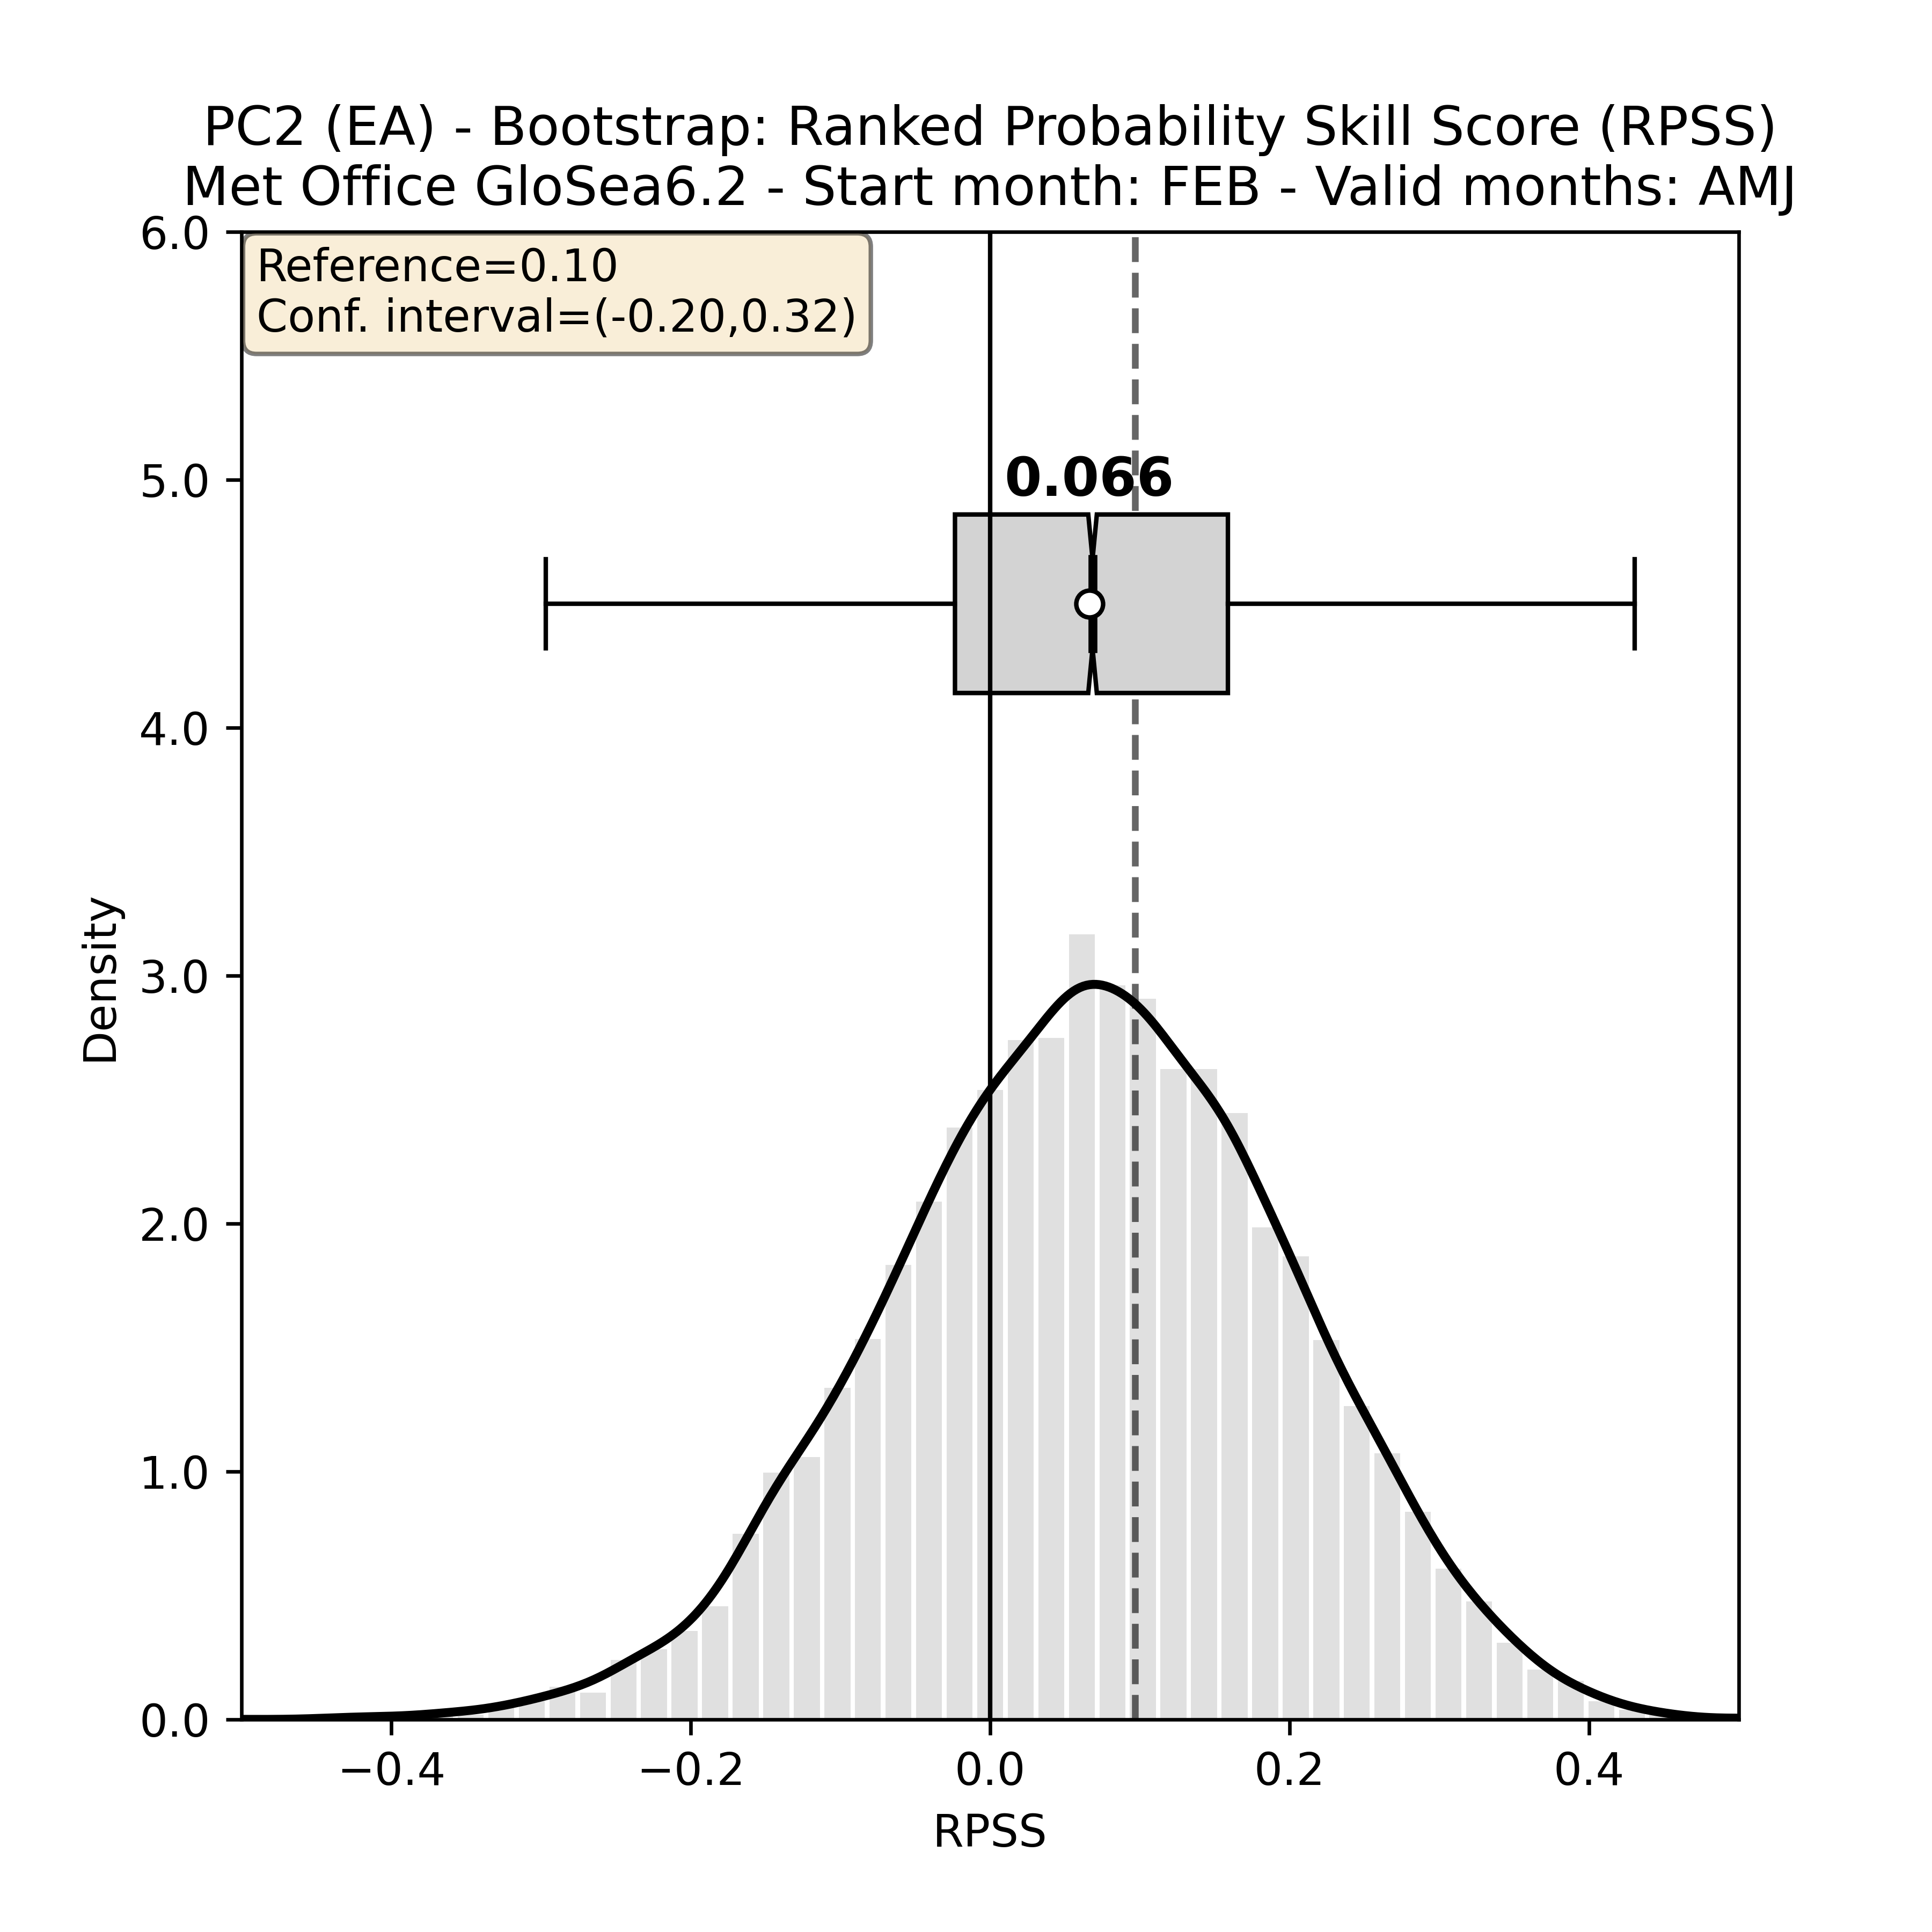 PC2 (EA) - Bootstrap: Ranked Probability Skill Score (RPSS)
Met Office GloSea6.2 - Start month: FEB - Valid months: AMJ
6.0
Reference=0.10
Conf. interval=(-0.20,0.32)
5.0
0.066
4.0
3.0
Density
2.0
1.0
0.0
−0.4 −0.2 0.0 0.2 0.4
RPSS